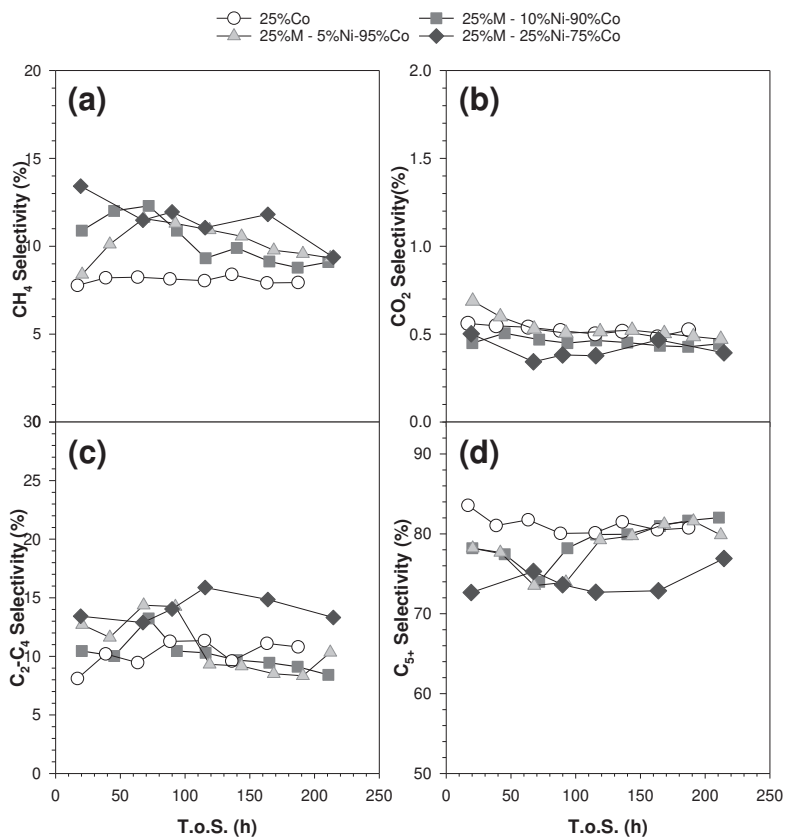 25%Co
25%M - 5%Ni-95%Co
25%M - 10%Ni-90%Co
25%M - 25%Ni-75%Co
(a)
CH4 Selectivity (%)
20
15
10
5
0
(b)
CO2 Selectivity(%)
2.0
1.5
1.0
0.5
0.0
(c)
C2-C4 Selectivity (%)
30
25
20
15
10
5
0
0 50 100 150 200 250
T.o.S. (h)
(d)
C5+ Selectivity (%)
90
80
70
60
50
0 50 100 150 200 250
T.o.S. (h)